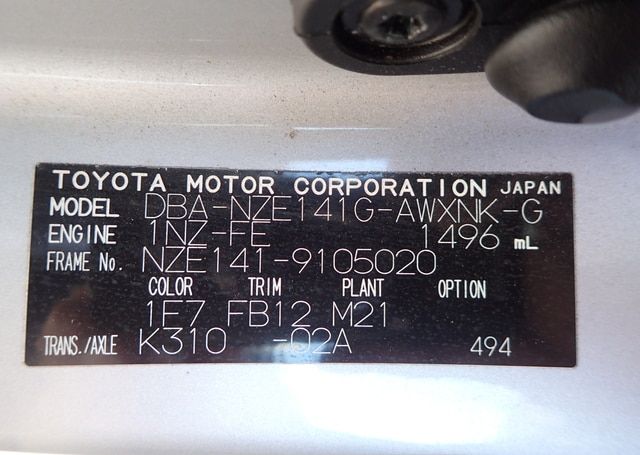 TOYOTA MOTOR CORPORATION JAPAN
MODEL DBA-NZE141G-AWXNK-G
ENGINE 1NZ-FE 1496 mL
FRAME No. NZE141-9105020
COLOR TRIM PLANT OPTION
1E7 FB12 M21
TRANS./AXLE K310 -02A 494